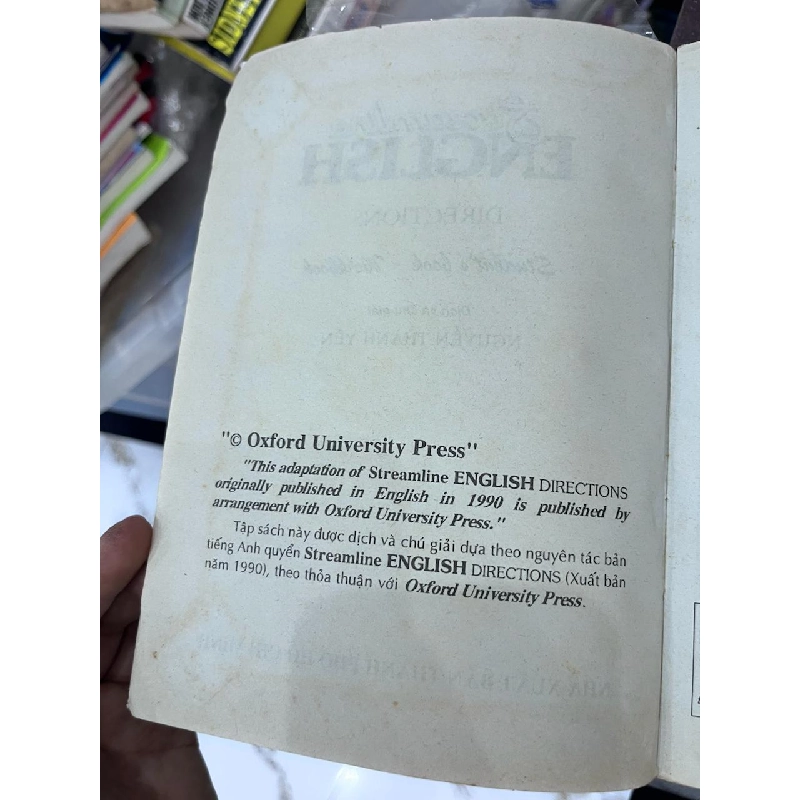 "© Oxford University Press"
"This adaptation of Streamline ENGLISH DIRECTIONS
originally published in English in 1990 is published by
arrangement with Oxford University Press."
Tập sách này được dịch và chú giải dựa theo nguyên tác bản
tiếng Anh quyển Streamline ENGLISH DIRECTIONS (Xuất bản
năm 1990), theo thỏa thuận với Oxford University Press.